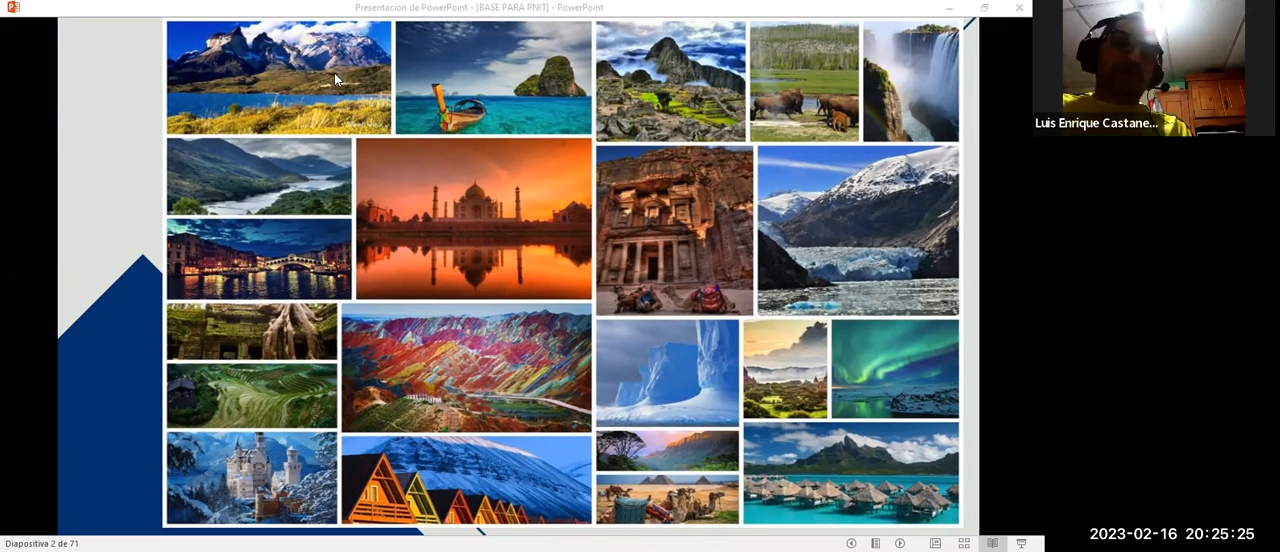 Presentación de PowerPoint - [BASE PARA PNIT] - PowerPoint
Luis Enrique Castane...
2023-02-16 20:25:25
Diapositiva 2 de 71